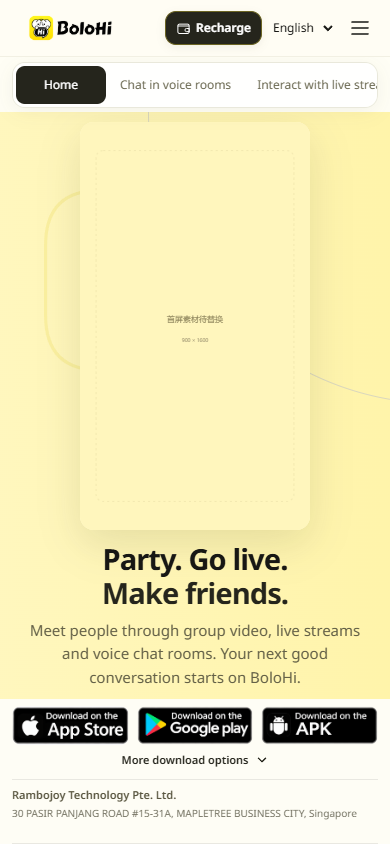 BoloHi
Recharge
English
Home
Chat in voice rooms
Interact with live strea
首屏素材待替换
900 × 1600
Party. Go live.
Make friends.
Meet people through group video, live streams
and voice chat rooms. Your next good
conversation starts on BoloHi.
Download on the
App Store
Download on the
Google play
Download on the
APK
More download options
Rambojoy Technology Pte. Ltd.
30 PASIR PANJANG ROAD #15-31A, MAPLETREE BUSINESS CITY, Singapore